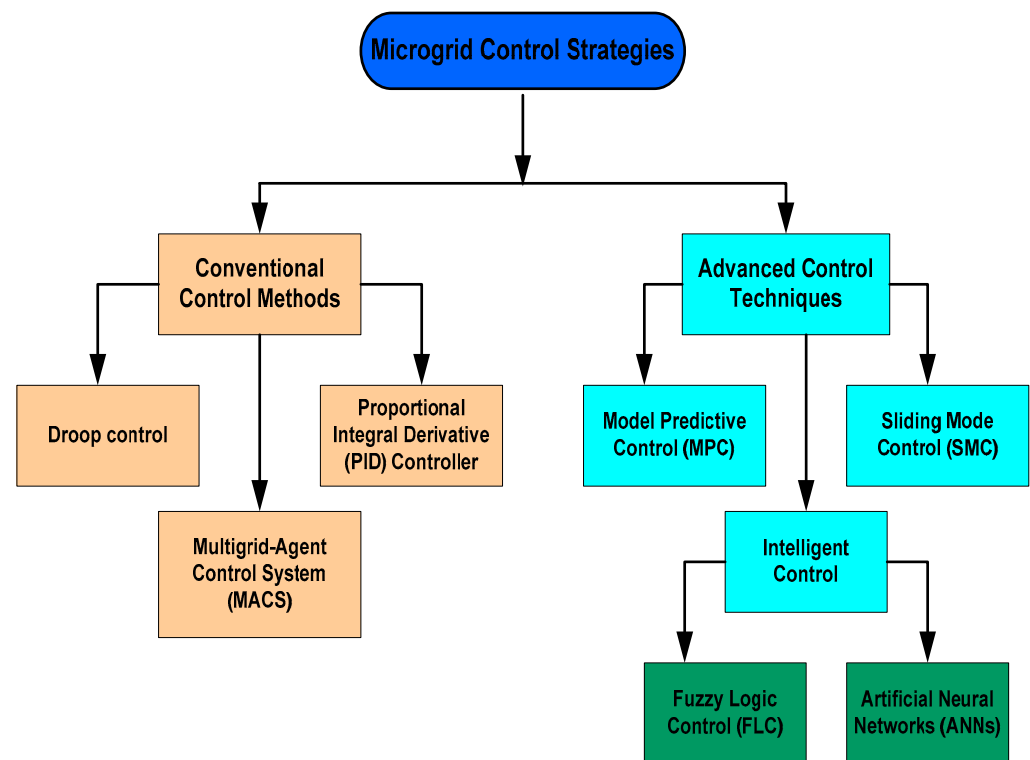 Microgrid Control Strategies
Conventional
Control Methods
Advanced Control
Techniques
Droop control
Proportional
Integral Derivative
(PID) Controller
Model Predictive
Control (MPC)
Sliding Mode
Control (SMC)
Multigrid-Agent
Control System
(MACS)
Intelligent
Control
Fuzzy Logic
Control (FLC)
Artificial Neural
Networks (ANNs)